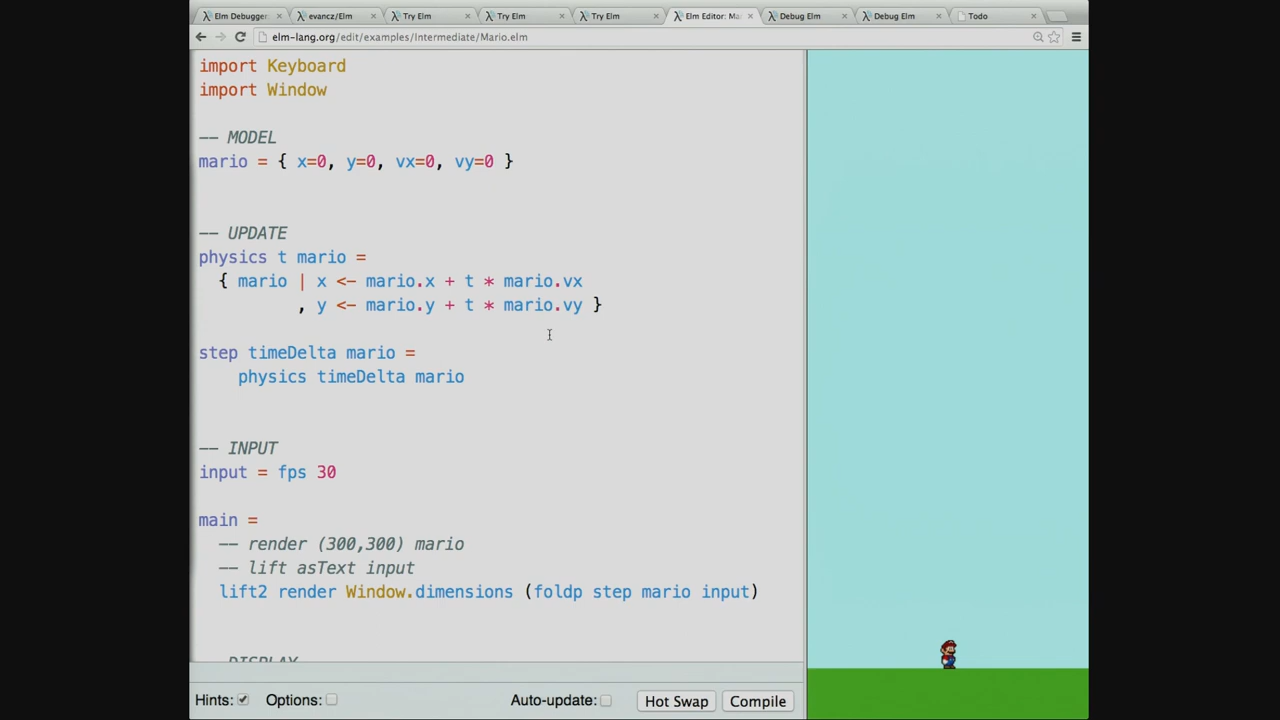 Elm Debugger
evancz/Elm
Try Elm
Try Elm
Try Elm
Elm Editor: Ma
Debug Elm
Debug Elm
Todo
elm-lang.org/edit/examples/Intermediate/Mario.elm
import Keyboard
import Window
-- MODEL
mario = { x=0, y=0, vx=0, vy=0 }
-- UPDATE
physics t mario =
{ mario | x <- mario.x + t * mario.vx
, y <- mario.y + t * mario.vy }
step timeDelta mario =
physics timeDelta mario
-- INPUT
input = fps 30
main =
-- render (300,300) mario
-- lift asText input
lift2 render Window.dimensions (foldp step mario input)
-- DISPLAY
Hints: Options: Auto-update: Hot Swap Compile